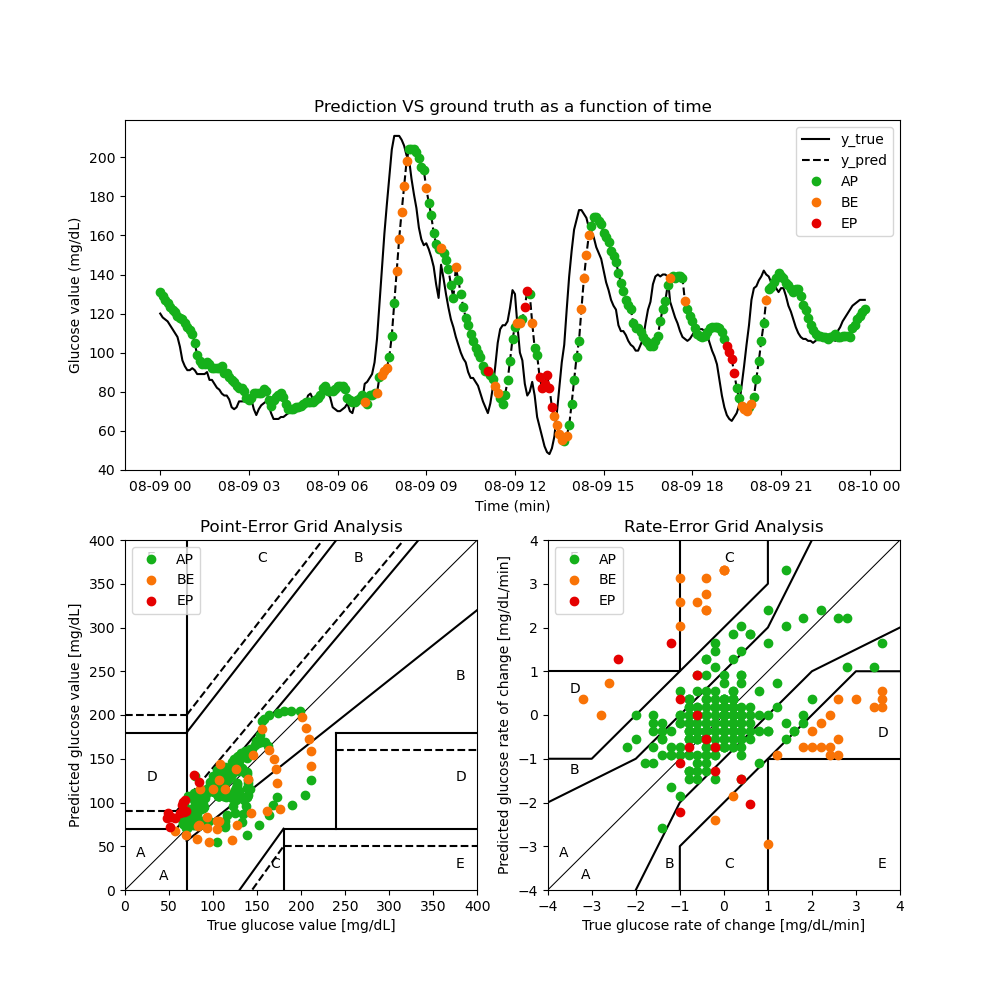 Prediction VS ground truth as a function of time
200
180
160
140
120
100
80
60
40
Glucose value (mg/dL)
y_true
y_pred
AP
BE
EP
08-09 00 08-09 03 08-09 06 08-09 09 08-09 12 08-09 15 08-09 18 08-09 21 08-10 00
Time (min)
Point-Error Grid Analysis
400
350
300
250
200
150
100
50
0
Predicted glucose value [mg/dL]
AP
BE
EP
C B
B
D D
A
A
C E
0 50 100 150 200 250 300 350 400
True glucose value [mg/dL]
Rate-Error Grid Analysis
4
3
2
1
0
−1
−2
−3
−4
Predicted glucose rate of change [mg/dL/min]
AP
BE
EP
C
D
D
B
A
A
B C E
−4 −3 −2 −1 0 1 2 3 4
True glucose rate of change [mg/dL/min]